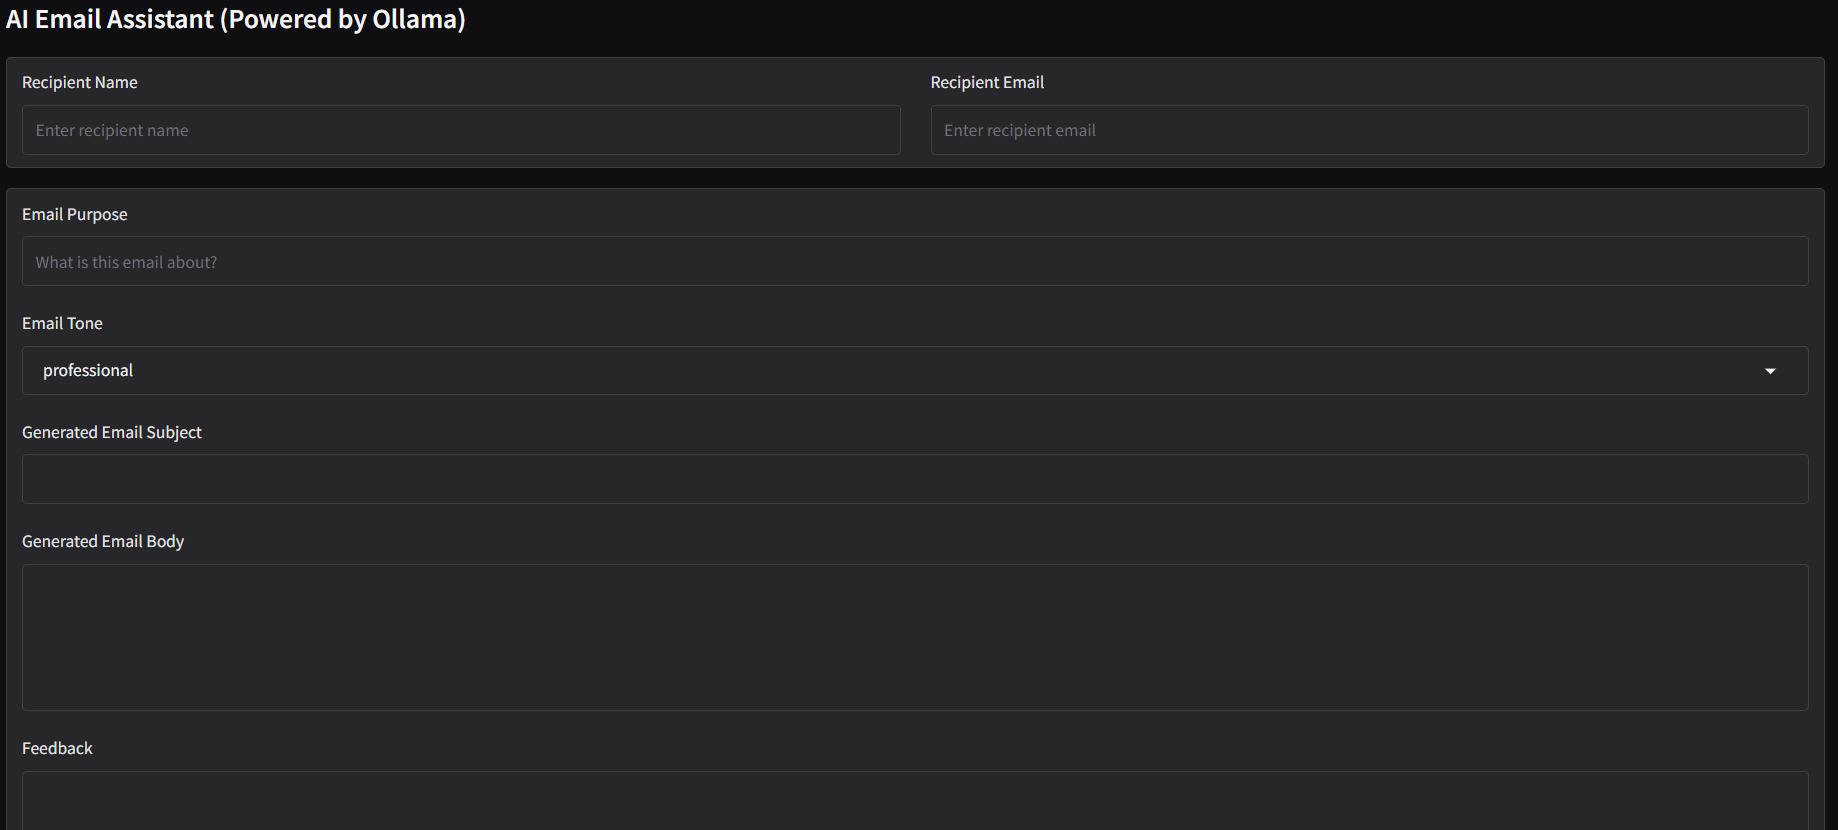 AI Email Assistant (Powered by Ollama)
Recipient Name
Recipient Email
Enter recipient name
Enter recipient email
Email Purpose
What is this email about?
Email Tone
professional
Generated Email Subject
Generated Email Body
Feedback